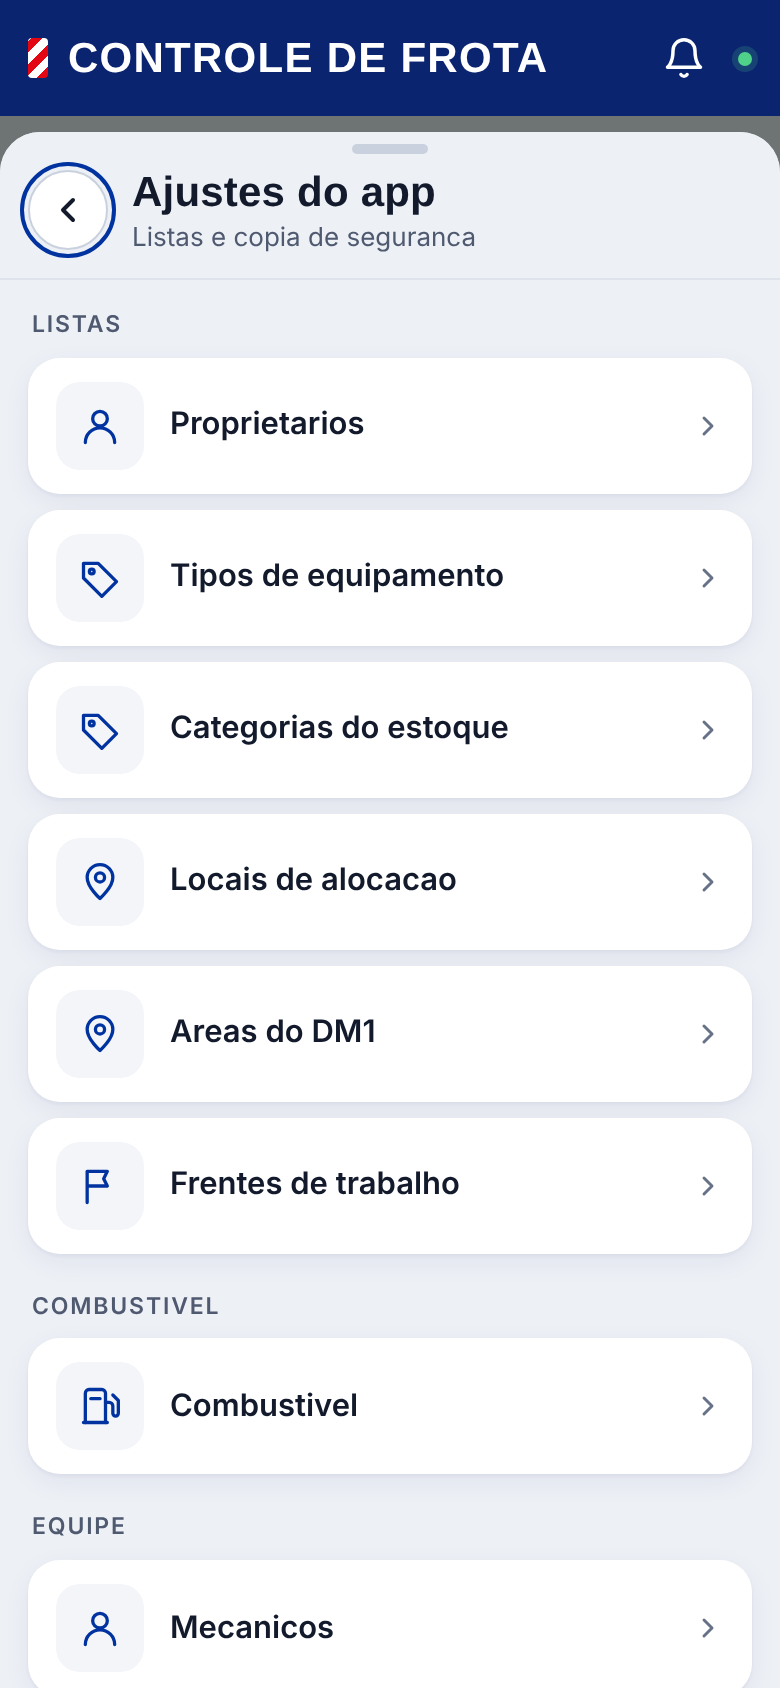 CONTROLE DE FROTA
Ajustes do app
Listas e copia de seguranca
LISTAS
Proprietarios
Tipos de equipamento
Categorias do estoque
Locais de alocacao
Areas do DM1
Frentes de trabalho
COMBUSTIVEL
Combustivel
EQUIPE
Mecanicos